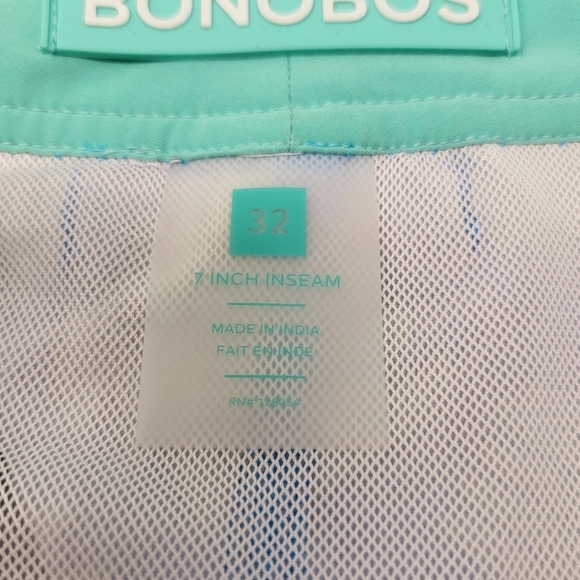 BONOBOS
32
7 INCH INSEAM
MADE IN INDIA
FAIT EN INDE
RN#